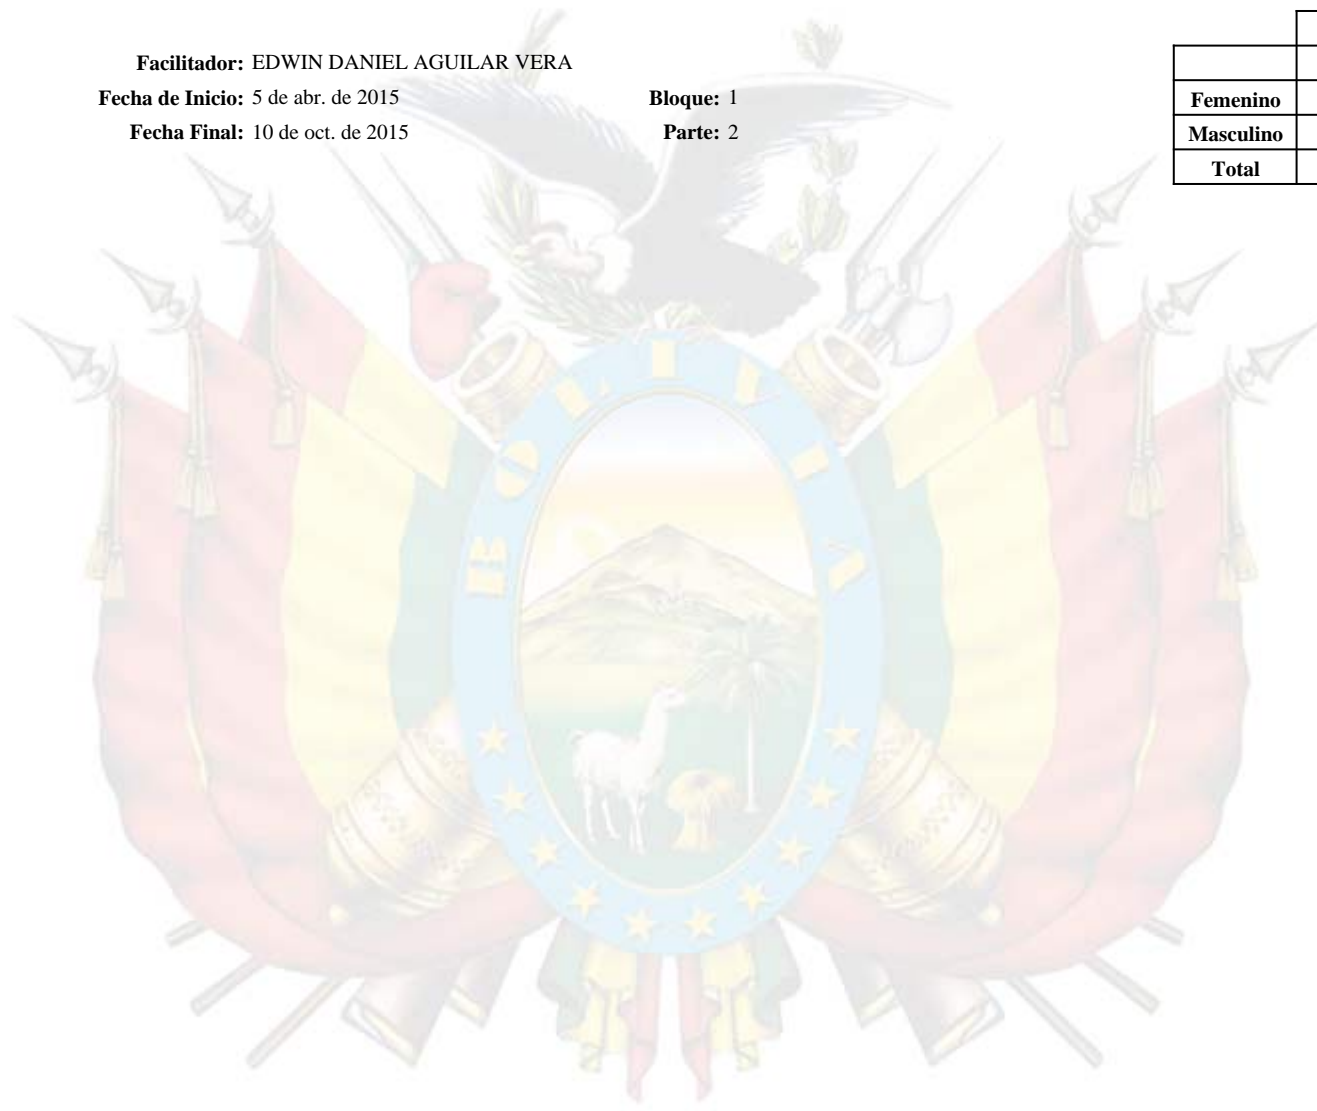 Facilitador: EDWIN DANIEL AGUILAR VERA
Fecha de Inicio: 5 de abr. de 2015 Bloque: 1
Fecha Final: 10 de oct. de 2015 Parte: 2
Femenino
Masculino
Total
BOLIVIA